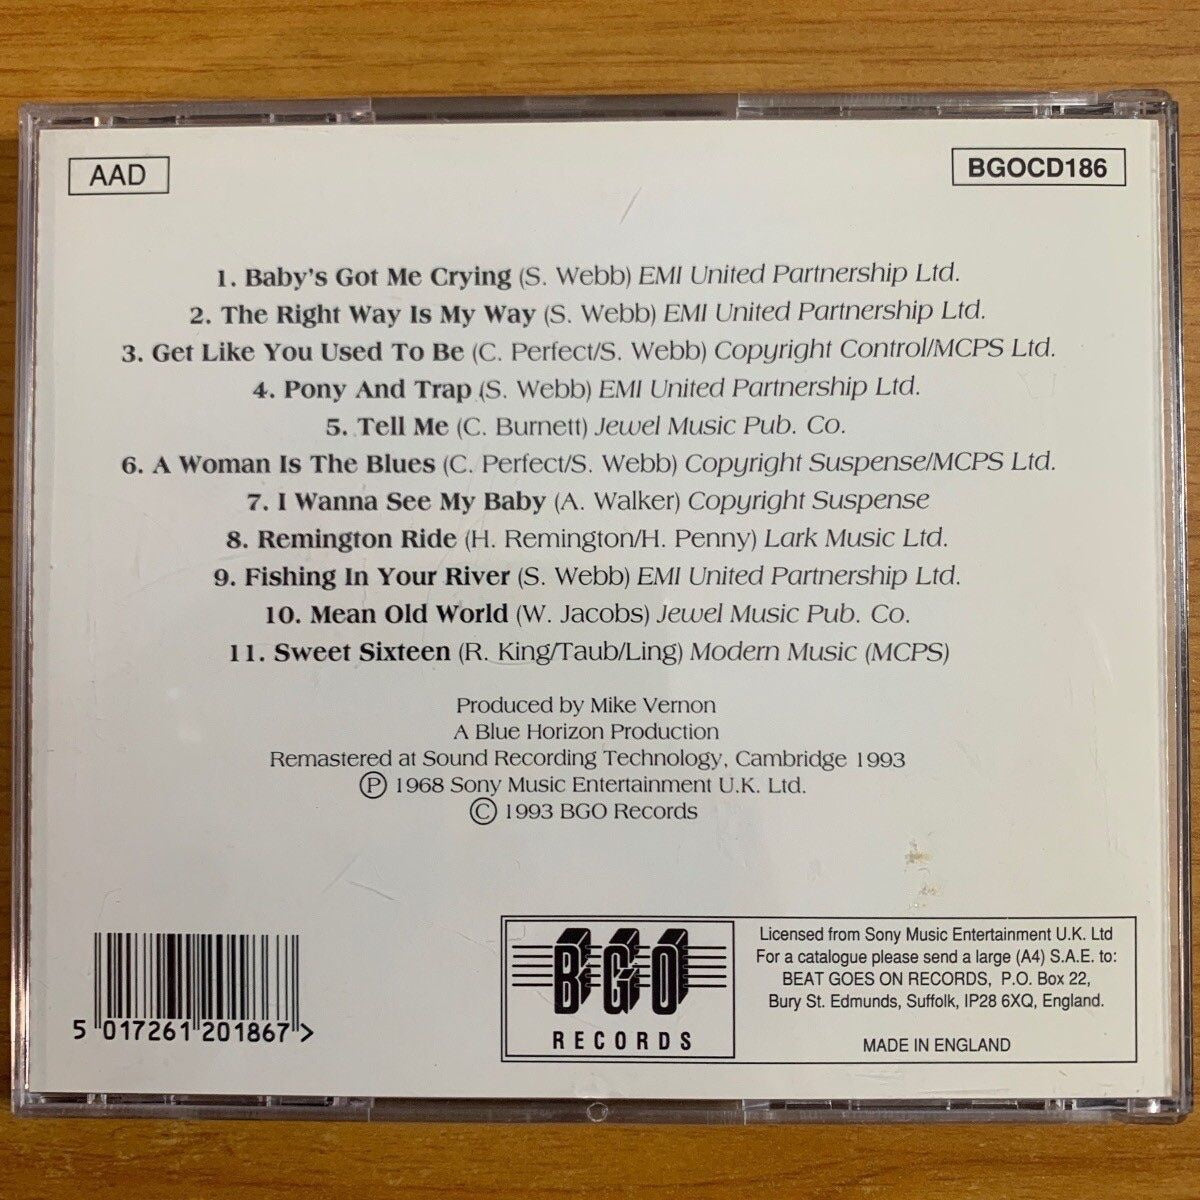 AAD
BGOCD186
1. Baby's Got Me Crying (S. Webb) EMI United Partnership Ltd.
2. The Right Way Is My Way (S. Webb) EMI United Partnership Ltd.
3. Get Like You Used To Be (C. Perfect/S. Webb) Copyright Control/MCPS Ltd.
4. Pony And Trap (S. Webb) EMI United Partnership Ltd.
5. Tell Me (C. Burnett) Jewel Music Pub. Co.
6. A Woman Is The Blues (C. Perfect/S. Webb) Copyright Suspense/MCPS Ltd.
7. I Wanna See My Baby (A. Walker) Copyright Suspense
8. Remington Ride (H. Remington/H. Penny) Lark Music Ltd.
9. Fishing In Your River (S. Webb) EMI United Partnership Ltd.
10. Mean Old World (W. Jacobs) Jewel Music Pub. Co.
11. Sweet Sixteen (R. King/Taub/Ling) Modern Music (MCPS)
Produced by Mike Vernon
A Blue Horizon Production
Remastered at Sound Recording Technology, Cambridge 1993
Ⓟ 1968 Sony Music Entertainment U.K. Ltd.
© 1993 BGO Records
5 017261 201867 >
BGO
RECORDS
Licensed from Sony Music Entertainment U.K. Ltd
For a catalogue please send a large (A4) S.A.E. to:
BEAT GOES ON RECORDS, P.O. Box 22,
Bury St. Edmunds, Suffolk, IP28 6XQ, England.
MADE IN ENGLAND